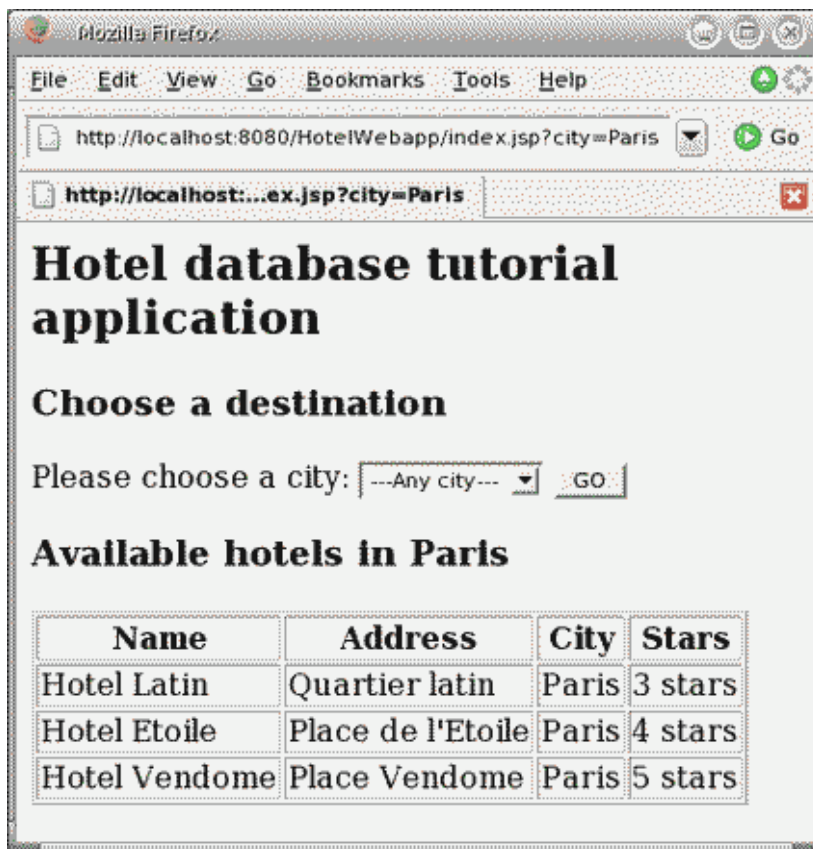 Mozilla Firefox
File Edit View Go Bookmarks Tools Help
http://localhost:8080/HotelWebapp/index.jsp?city=Paris Go
http://localhost:...ex.jsp?city=Paris
Hotel database tutorial
application
Choose a destination
Please choose a city: ---Any city--- GO
Available hotels in Paris
Name Address City Stars
Hotel Latin Quartier latin Paris 3 stars
Hotel Etoile Place de l'Etoile Paris 4 stars
Hotel Vendome Place Vendome Paris 5 stars